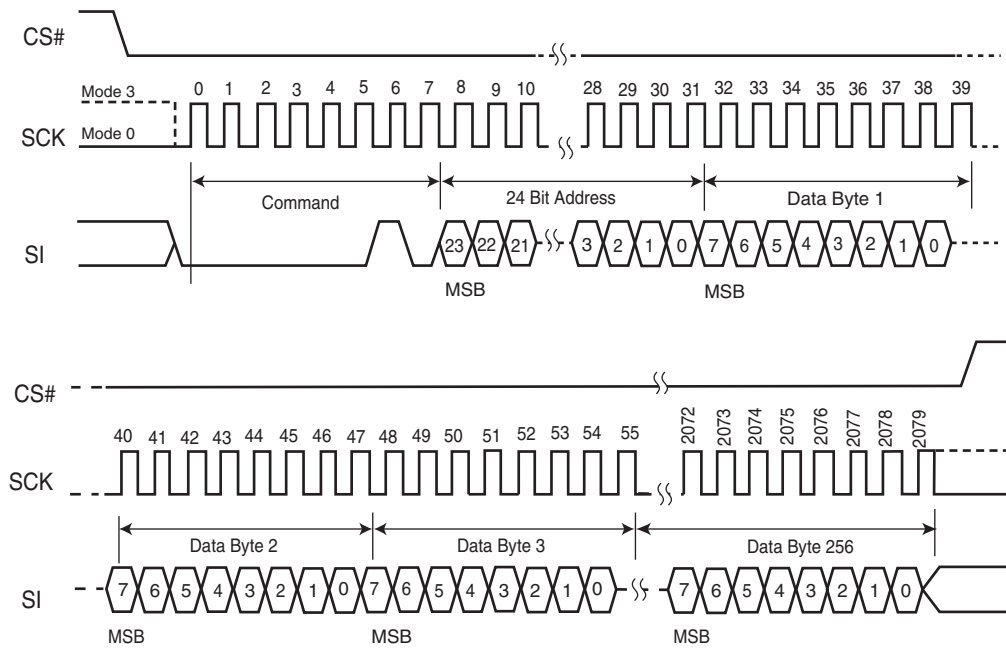 CS#
Mode 3
0 1 2 3 4 5 6 7 8 9 10 28 29 30 31 32 33 34 35 36 37 38 39
SCK
Mode 0
Command
24 Bit Address
Data Byte 1
SI
23 22 21 3 2 1 0 7 6 5 4 3 2 1 0
MSB MSB
CS#
40 41 42 43 44 45 46 47 48 49 50 51 52 53 54 55 2072 2073 2074 2075 2076 2077 2078 2079
SCK
Data Byte 2
Data Byte 3
Data Byte 256
SI
7 6 5 4 3 2 1 0 7 6 5 4 3 2 1 0 7 6 5 4 3 2 1 0
MSB MSB MSB